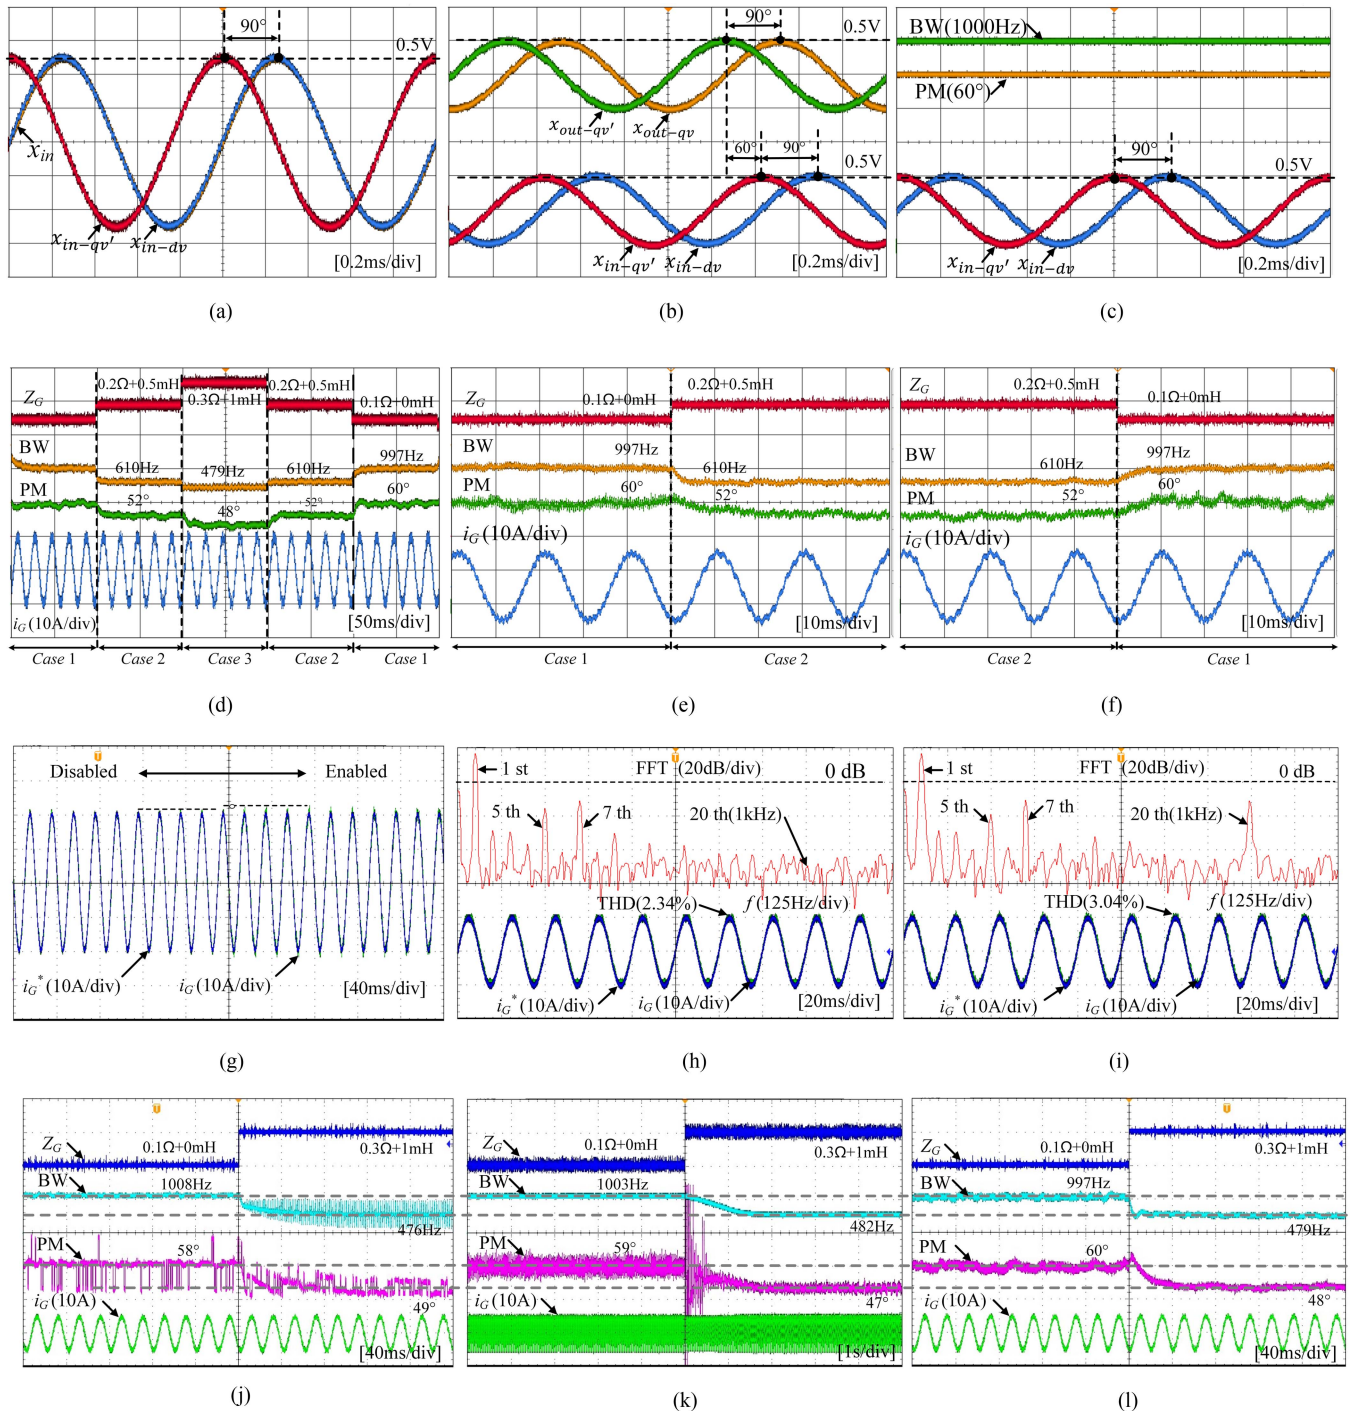 90°
0.5V
x_in
x_in-qv' x_in-dv
[0.2ms/div]
(a)
90°
0.5V
x_out-qv' x_out-qv
60° 90°
0.5V
x_in-qv' x_in-dv
[0.2ms/div]
(b)
BW(1000Hz)
PM(60°)
90°
0.5V
x_in-qv' x_in-dv
[0.2ms/div]
(c)
Z_G
0.2Ω+0.5mH 0.2Ω+0.5mH
0.3Ω+1mH 0.1Ω+0mH
BW
610Hz 479Hz 610Hz 997Hz
PM
52° 48° 52° 60°
i_G (10A/div) [50ms/div]
Case 1 Case 2 Case 3 Case 2 Case 1
(d)
Z_G 0.1Ω+0mH 0.2Ω+0.5mH
BW 997Hz 610Hz
PM 60° 52°
i_G (10A/div)
[10ms/div]
Case 1 Case 2
(e)
Z_G 0.2Ω+0.5mH 0.1Ω+0mH
BW 610Hz 997Hz
PM 52° 60°
i_G (10A/div)
[10ms/div]
Case 2 Case 1
(f)
T
Disabled Enabled
i_G* (10A/div) i_G (10A/div) [40ms/div]
(g)
T
1 st FFT (20dB/div) 0 dB
5 th 7 th 20 th(1kHz)
THD(2.34%) f(125Hz/div)
i_G* (10A/div) i_G (10A/div) [20ms/div]
(h)
T
1 st FFT (20dB/div) 0 dB
5 th 7 th 20 th(1kHz)
THD(3.04%) f(125Hz/div)
i_G* (10A/div) i_G (10A/div) [20ms/div]
(i)
T
Z_G 0.1Ω+0mH 0.3Ω+1mH
BW 1008Hz
476Hz
PM 58°
i_G (10A) 49°
[40ms/div]
(j)
Z_G 0.1Ω+0mH 0.3Ω+1mH
BW 1003Hz
482Hz
PM 59°
i_G (10A) 47°
[1s/div]
(k)
T
Z_G 0.1Ω+0mH 0.3Ω+1mH
BW 997Hz
479Hz
PM 60°
i_G (10A) 48°
[40ms/div]
(l)